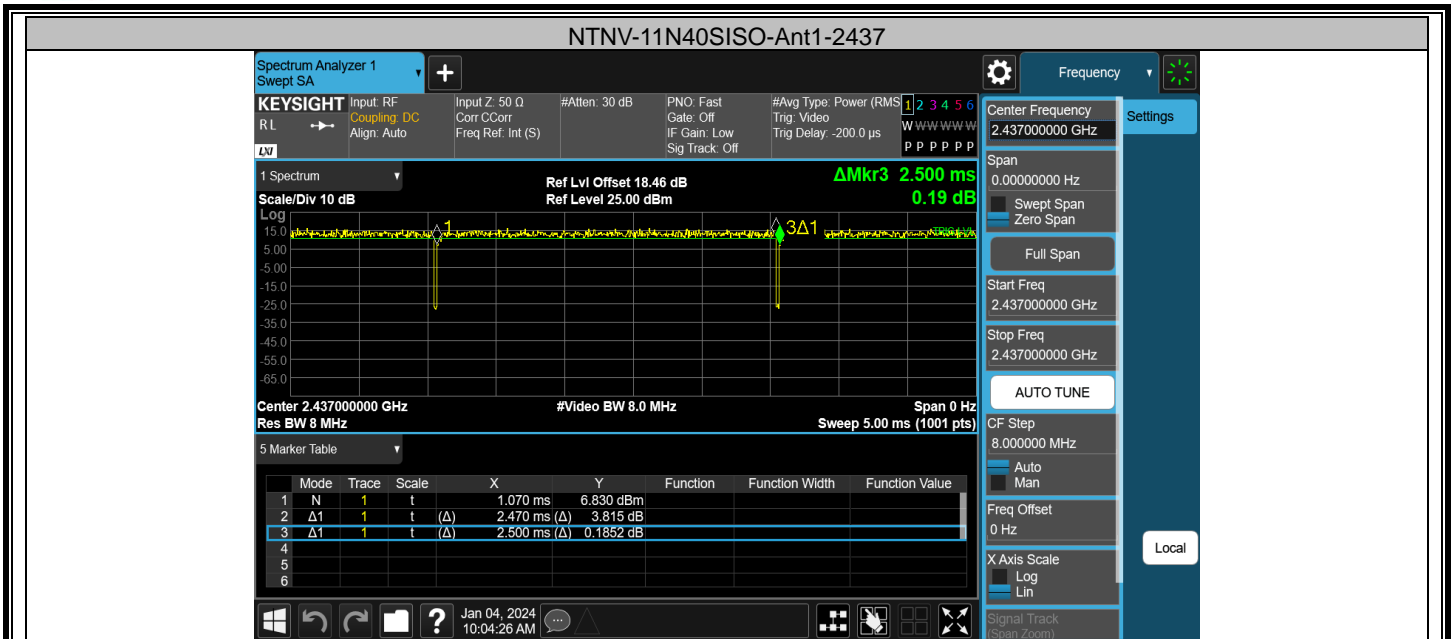 NTNV-11N40SISO-Ant1-2437
Spectrum Analyzer 1
Swept SA
+
Frequency
KEYSIGHT
RL
LXI
Input: RF
Coupling: DC
Align: Auto
Input Z: 50 Ω
Corr CCorr
Freq Ref: Int (S)
#Atten: 30 dB
PNO: Fast
Gate: Off
IF Gain: Low
Sig Track: Off
#Avg Type: Power (RMS
Trig: Video
Trig Delay: -200.0 µs
1 2 3 4 5 6
W W W W W W
P P P P P P
1 Spectrum
Scale/Div 10 dB
Ref Lvl Offset 18.46 dB
Ref Level 25.00 dBm
ΔMkr3 2.500 ms
0.19 dB
Log
15.0
5.00
-5.00
-15.0
-25.0
-35.0
-45.0
-55.0
-65.0
1
3Δ1
TRIG LVL
Center 2.437000000 GHz
#Video BW 8.0 MHz
Span 0 Hz
Res BW 8 MHz
Sweep 5.00 ms (1001 pts)
5 Marker Table
Mode Trace Scale X Y Function Function Width Function Value
1 N 1 t 1.070 ms 6.830 dBm
2 Δ1 1 t (Δ) 2.470 ms (Δ) 3.815 dB
3 Δ1 1 t (Δ) 2.500 ms (Δ) 0.1852 dB
4
5
6
?
Jan 04, 2024
10:04:26 AM
Center Frequency
2.437000000 GHz
Settings
Span
0.00000000 Hz
Swept Span
Zero Span
Full Span
Start Freq
2.437000000 GHz
Stop Freq
2.437000000 GHz
AUTO TUNE
CF Step
8.000000 MHz
Auto
Man
Freq Offset
0 Hz
Local
X Axis Scale
Log
Lin
Signal Track
(Span Zoom)